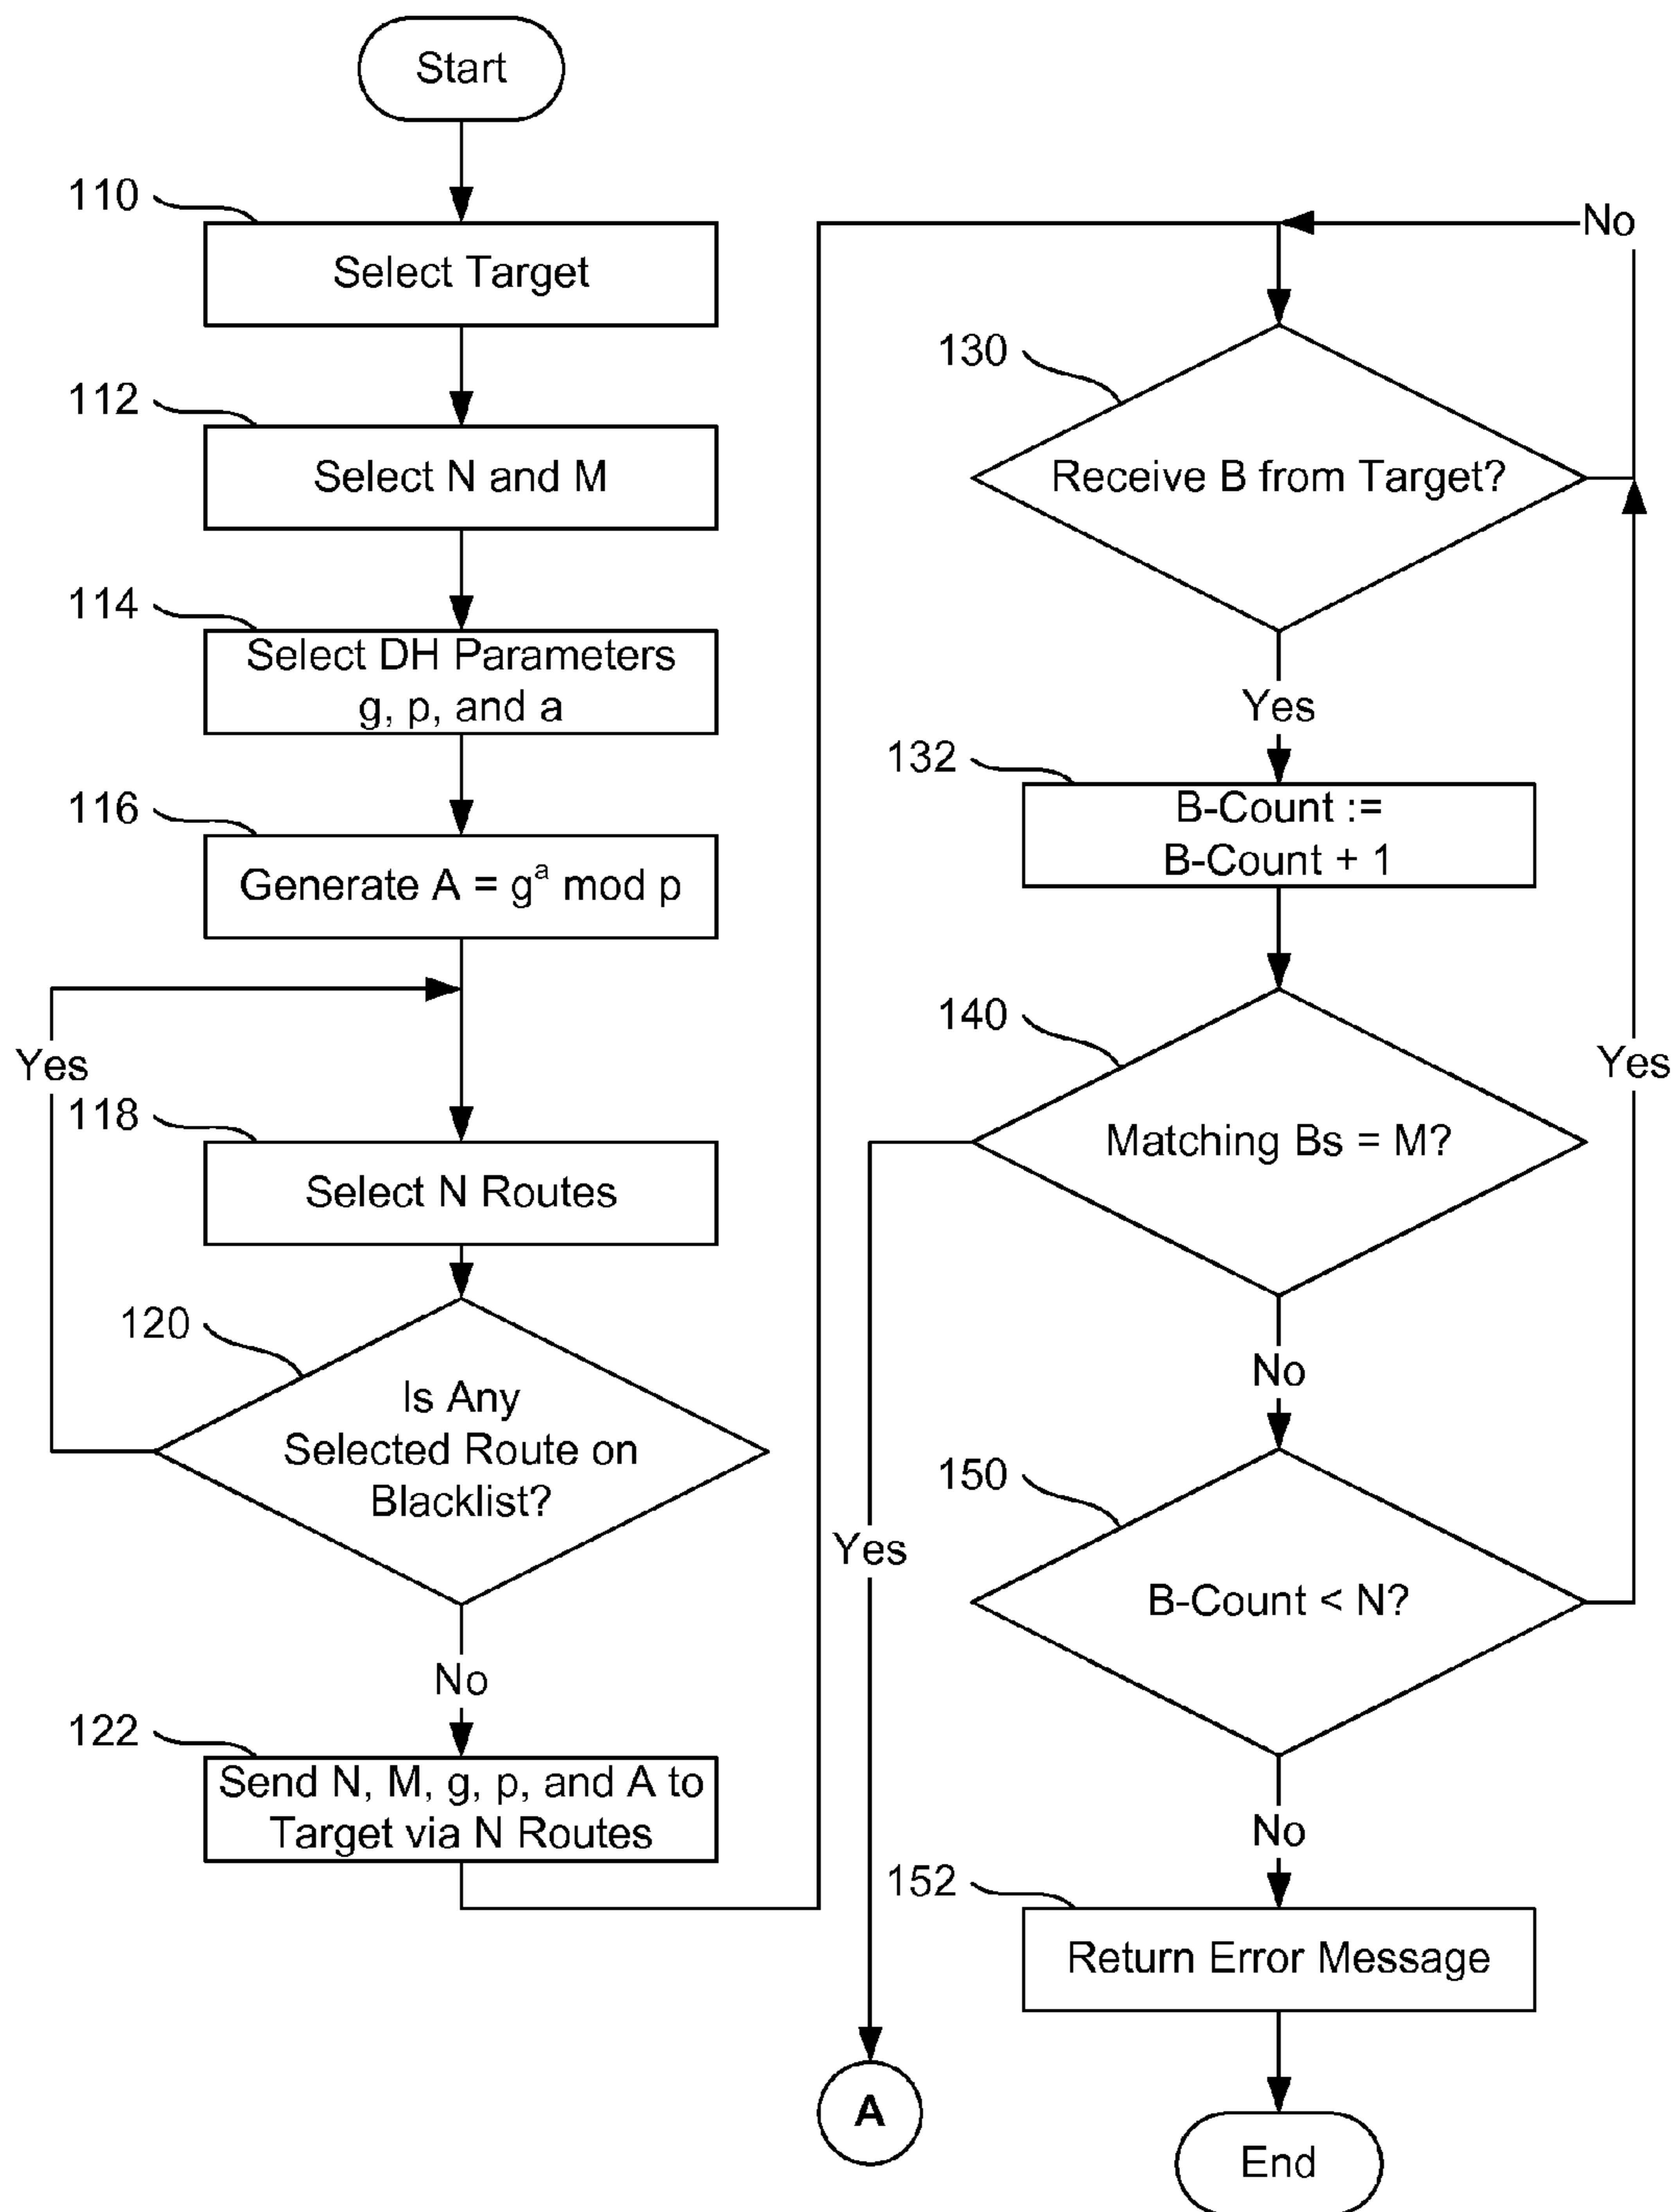 Start
110
Select Target
112
Select N and M
114
Select DH Parameters
g, p, and a
116
Generate A = gᵃ mod p
Yes
118
Select N Routes
120
Is Any
Selected Route on
Blacklist?
No
122
Send N, M, g, p, and A to
Target via N Routes
No
130
Receive B from Target?
Yes
132
B-Count :=
B-Count + 1
140
Matching Bs = M?
Yes
Yes
No
150
B-Count < N?
No
152
Return Error Message
A
End